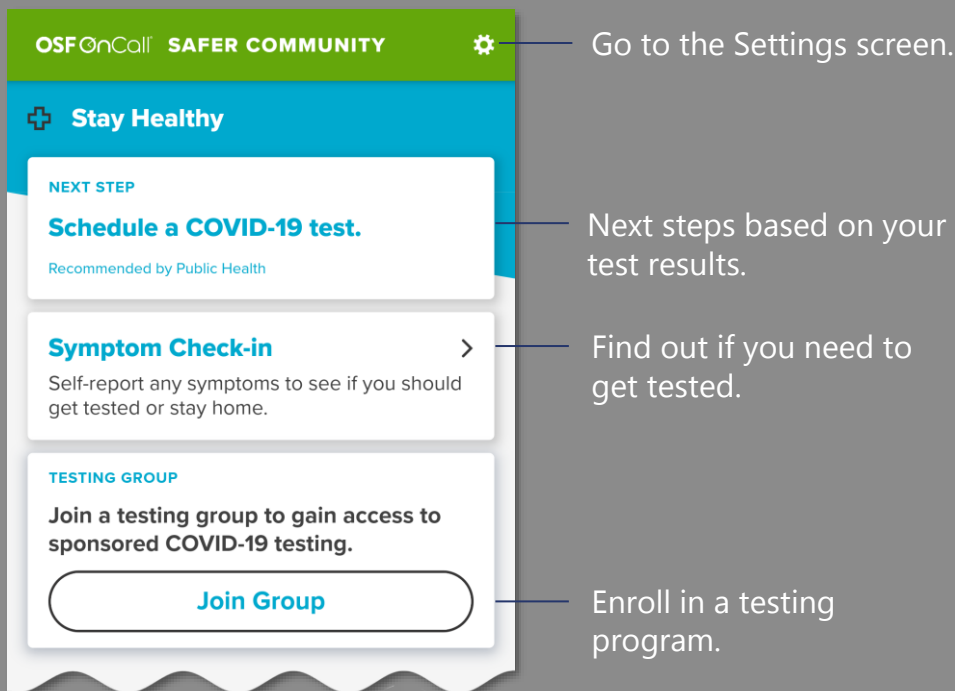 OSF OnCall SAFER COMMUNITY
Go to the Settings screen.
Stay Healthy
NEXT STEP
Schedule a COVID-19 test.
Recommended by Public Health
Next steps based on your
test results.
Symptom Check-in
Self-report any symptoms to see if you should
get tested or stay home.
Find out if you need to
get tested.
TESTING GROUP
Join a testing group to gain access to
sponsored COVID-19 testing.
Join Group
Enroll in a testing
program.